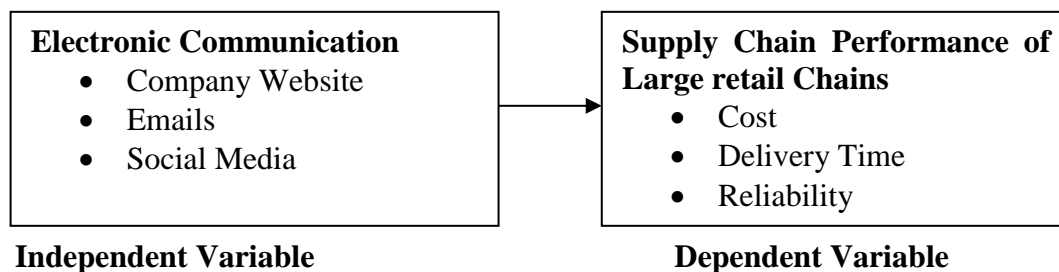 Electronic Communication
• Company Website
• Emails
• Social Media
Supply Chain Performance of
Large retail Chains
• Cost
• Delivery Time
• Reliability
Independent Variable
Dependent Variable